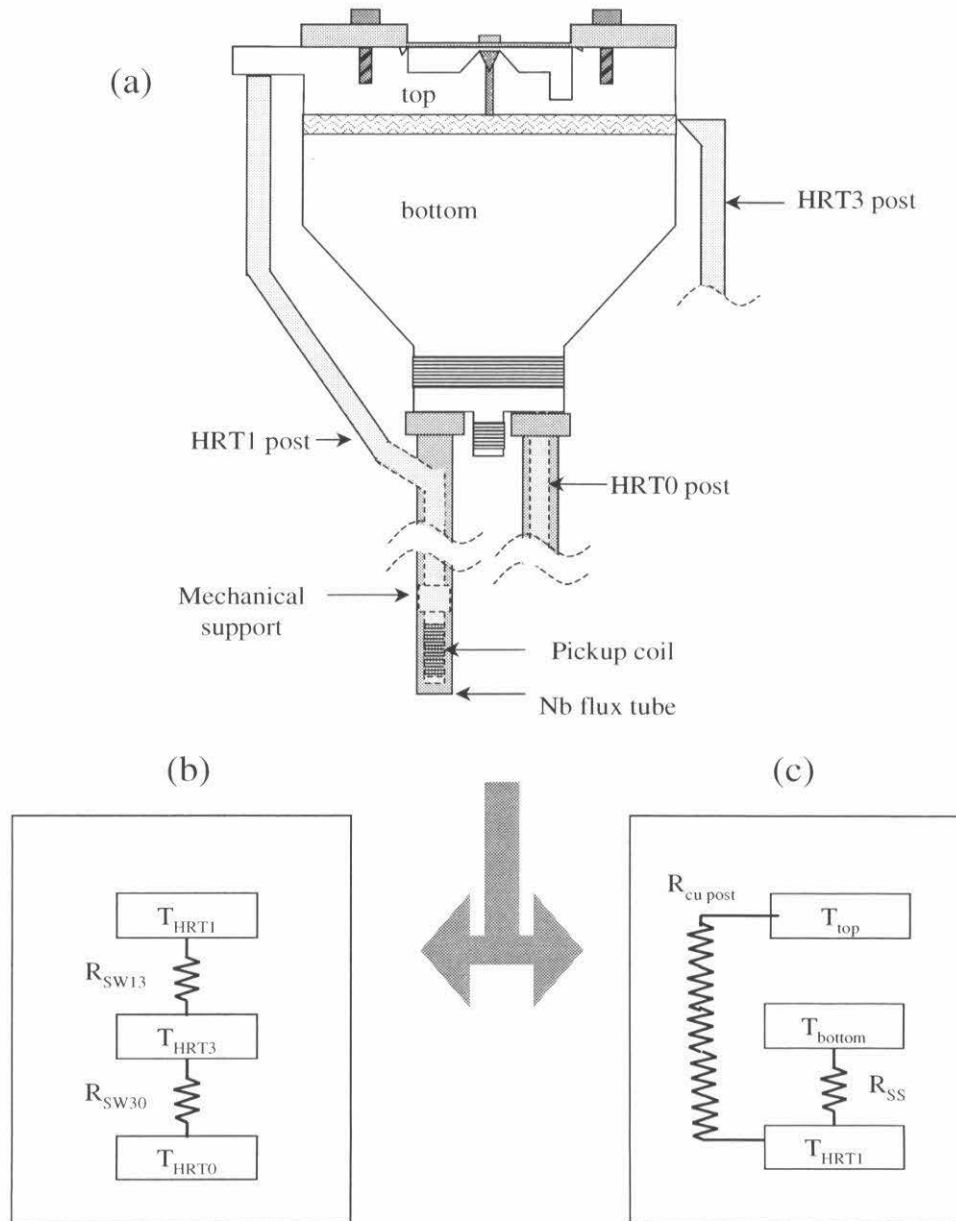 (a)
top
bottom
HRT3 post
HRT1 post
HRT0 post
Mechanical
support
Pickup coil
Nb flux tube
(b)
T_HRT1
R_SW13
T_HRT3
R_SW30
T_HRT0
(c)
R_cu post
T_top
T_bottom
R_SS
T_HRT1